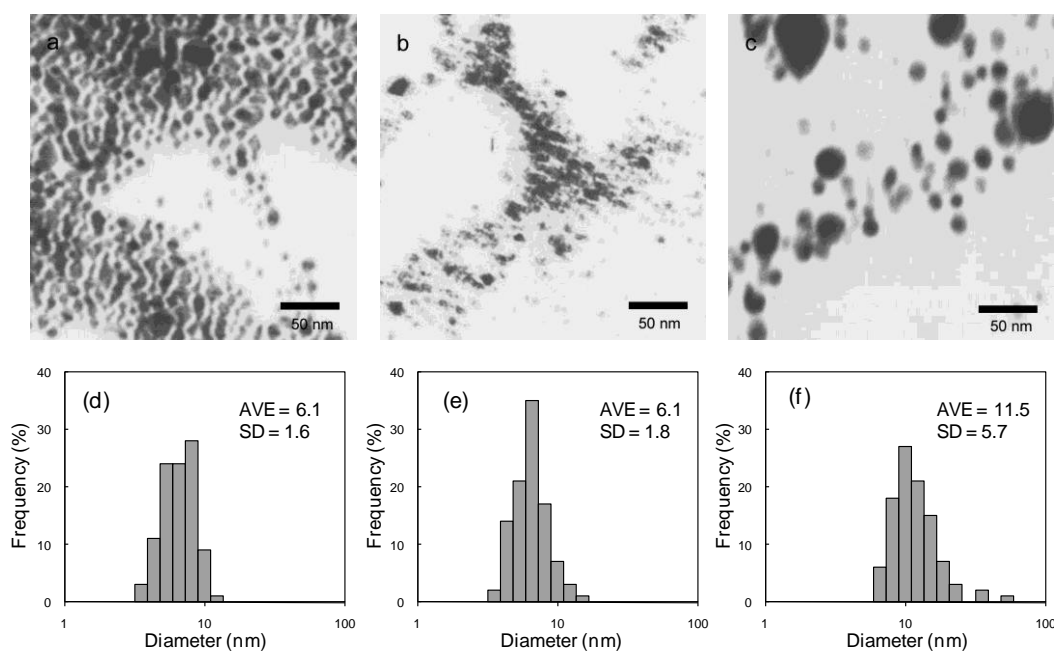 a
50 nm
b
50 nm
c
50 nm
(d)
AVE = 6.1
SD = 1.6
Frequency (%)
40
30
20
10
0
1
10
100
Diameter (nm)
(e)
AVE = 6.1
SD = 1.8
Frequency (%)
40
30
20
10
0
1
10
100
Diameter (nm)
(f)
AVE = 11.5
SD = 5.7
Frequency (%)
40
30
20
10
0
1
10
100
Diameter (nm)